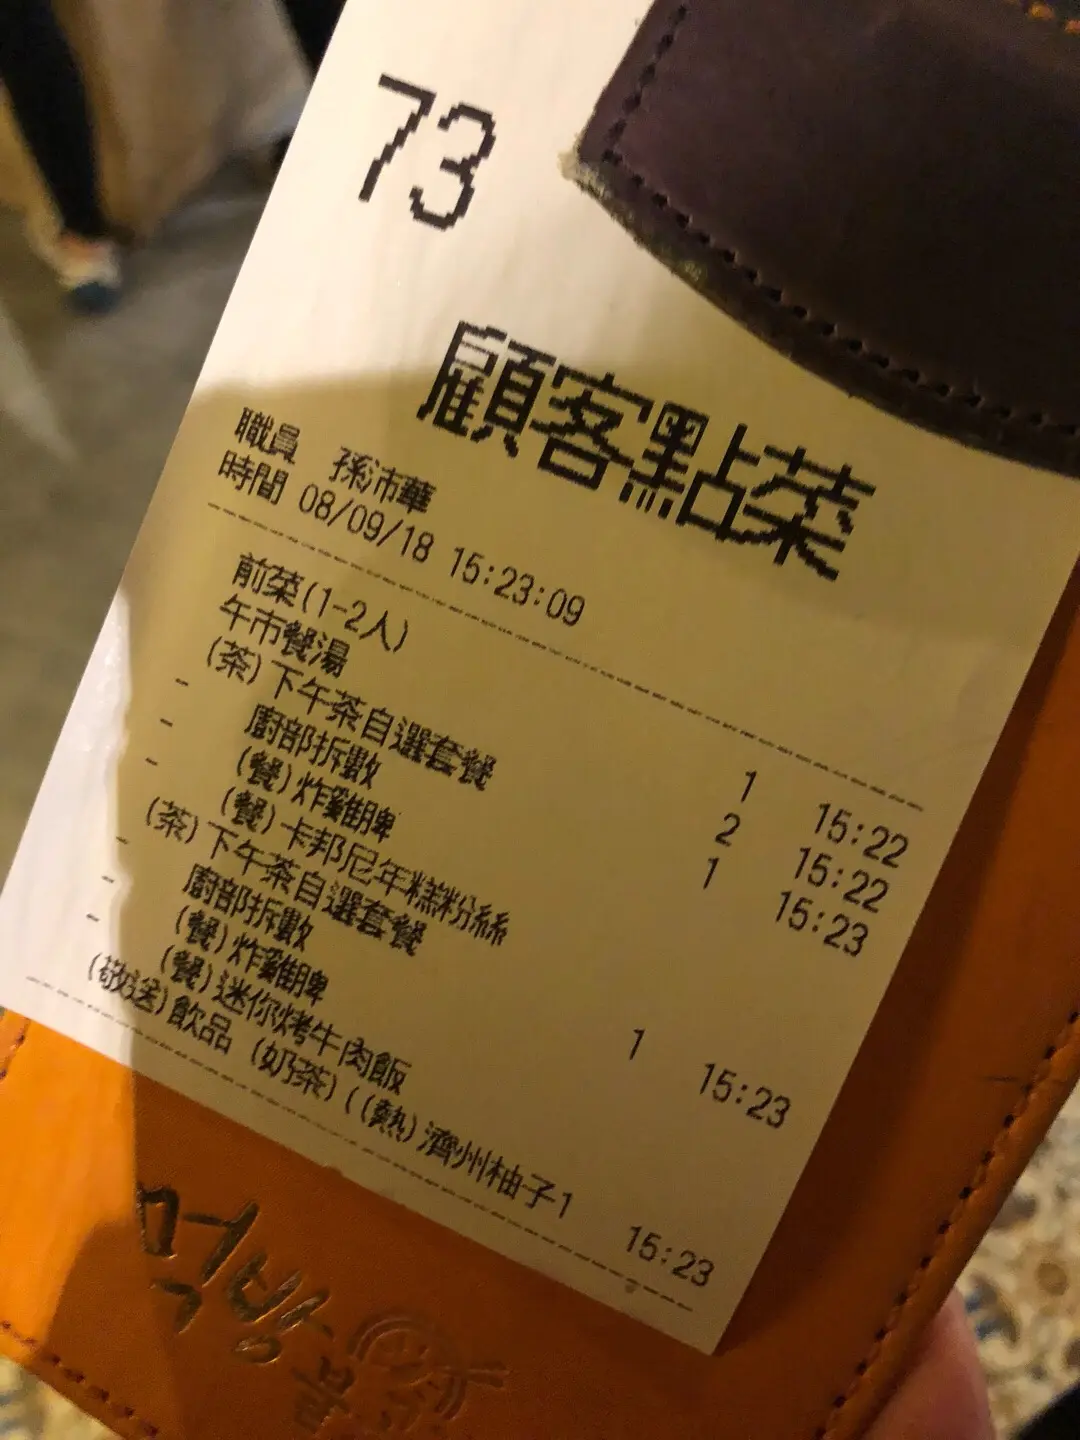 73
顧客點菜
職員 孫沛華
時間 08/09/18 15:23:09
前菜(1-2人) 1 15:22
午市餐湯 2 15:22
(茶)下午茶自選套餐 1 15:23
- 廚部拆數
- (餐)炸雞髀
- (餐)卡邦尼年糕粉絲
(茶)下午茶自選套餐 1 15:23
- 廚部拆數
- (餐)炸雞髀
- (餐)迷你烤牛肉飯
(敬送)飲品 (奶茶)((熱)濟州柚子1 15:23
먹방